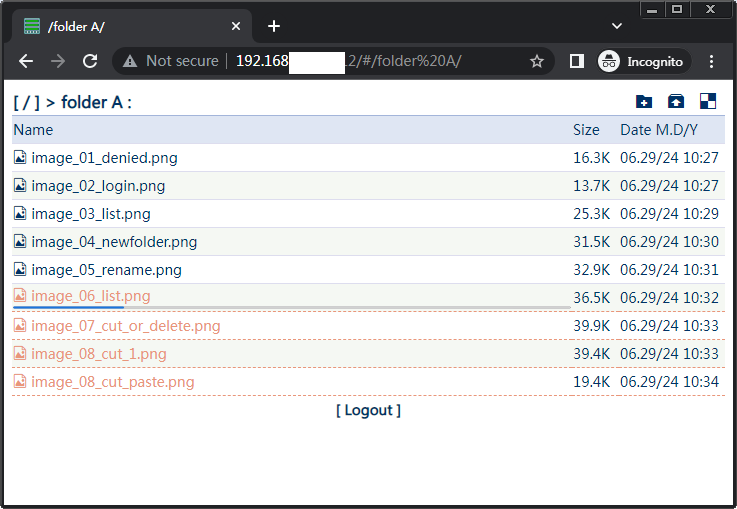 /folder A/
Not secure 192.168 2/#/folder%20A/ Incognito
[ / ] > folder A :
Name Size Date M.D/Y
image_01_denied.png 16.3K 06.29/24 10:27
image_02_login.png 13.7K 06.29/24 10:27
image_03_list.png 25.3K 06.29/24 10:29
image_04_newfolder.png 31.5K 06.29/24 10:30
image_05_rename.png 32.9K 06.29/24 10:31
image_06_list.png 36.5K 06.29/24 10:32
image_07_cut_or_delete.png 39.9K 06.29/24 10:33
image_08_cut_1.png 39.4K 06.29/24 10:33
image_08_cut_paste.png 19.4K 06.29/24 10:34
[ Logout ]